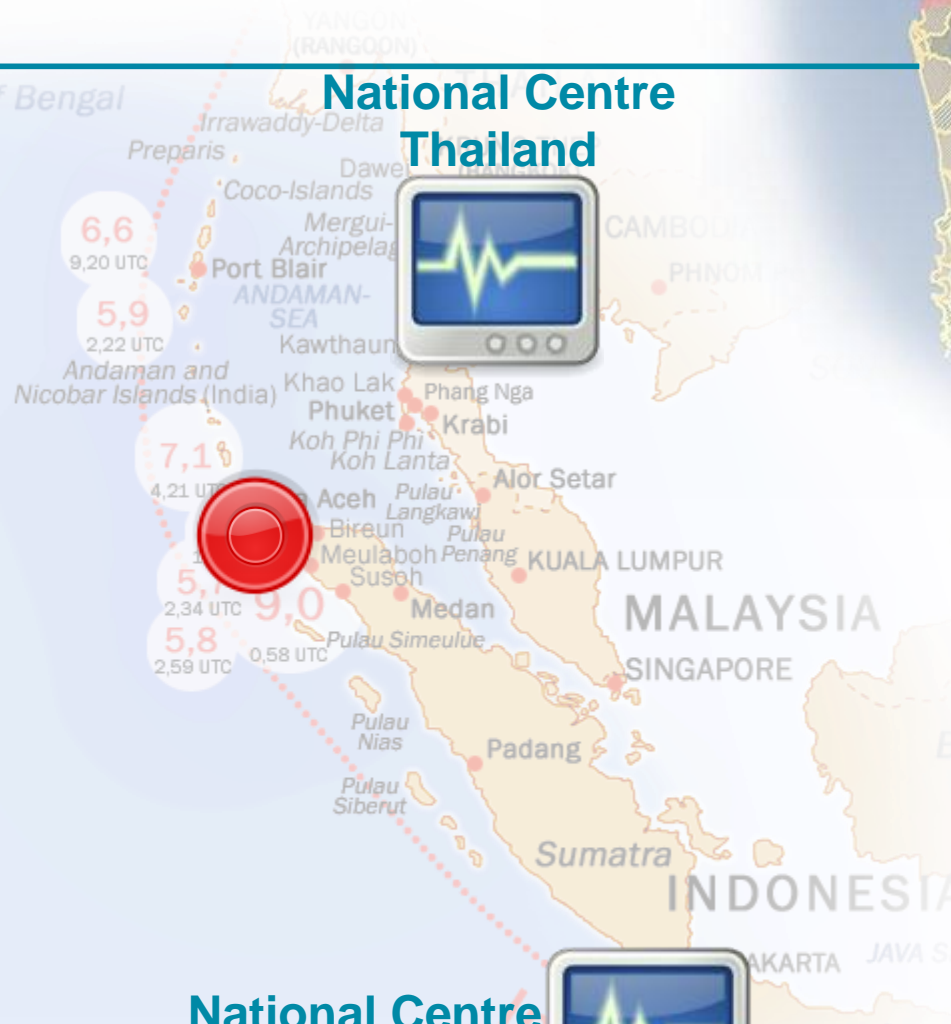 YANGON
(RANGOON)
National Centre
Thailand
f Bengal
Irrawaddy-Delta
Preparis
Dawei
Coco-Islands
Mergui-
Archipelag
CAMBOD
6,6
9,20 UTC
Port Blair
PHNOM
ANDAMAN-
SEA
5,9
2,22 UTC
Kawthaun
Andaman and
Nicobar Islands (India)
Khao Lak
Phang Nga
Phuket
Krabi
Koh Phi Phi
Koh Lanta
7,1
4,21 UT
Alor Setar
Aceh
Pulau
Langkawi
Bireun
Pulau
Penang
Meulaboh
KUALA LUMPUR
Susoh
5,
2,34 UTC
9,0
Medan
MALAYSIA
5,8
2,59 UTC
0,58 UTC
Pulau Simeulue
SINGAPORE
Pulau
Nias
Padang
Pulau
Siberut
Sumatra
INDONESIA
AKARTA
JAVA S
National Centre